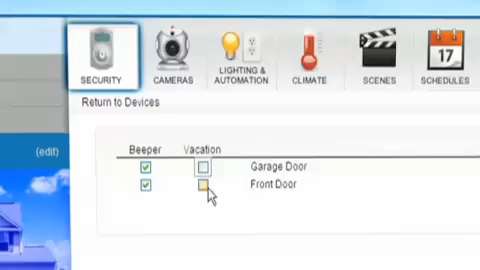 SECURITY
CAMERAS
LIGHTING &
AUTOMATION
CLIMATE
SCENES
17
SCHEDULES
Return to Devices
(edit)
Beeper Vacation
Garage Door
Front Door